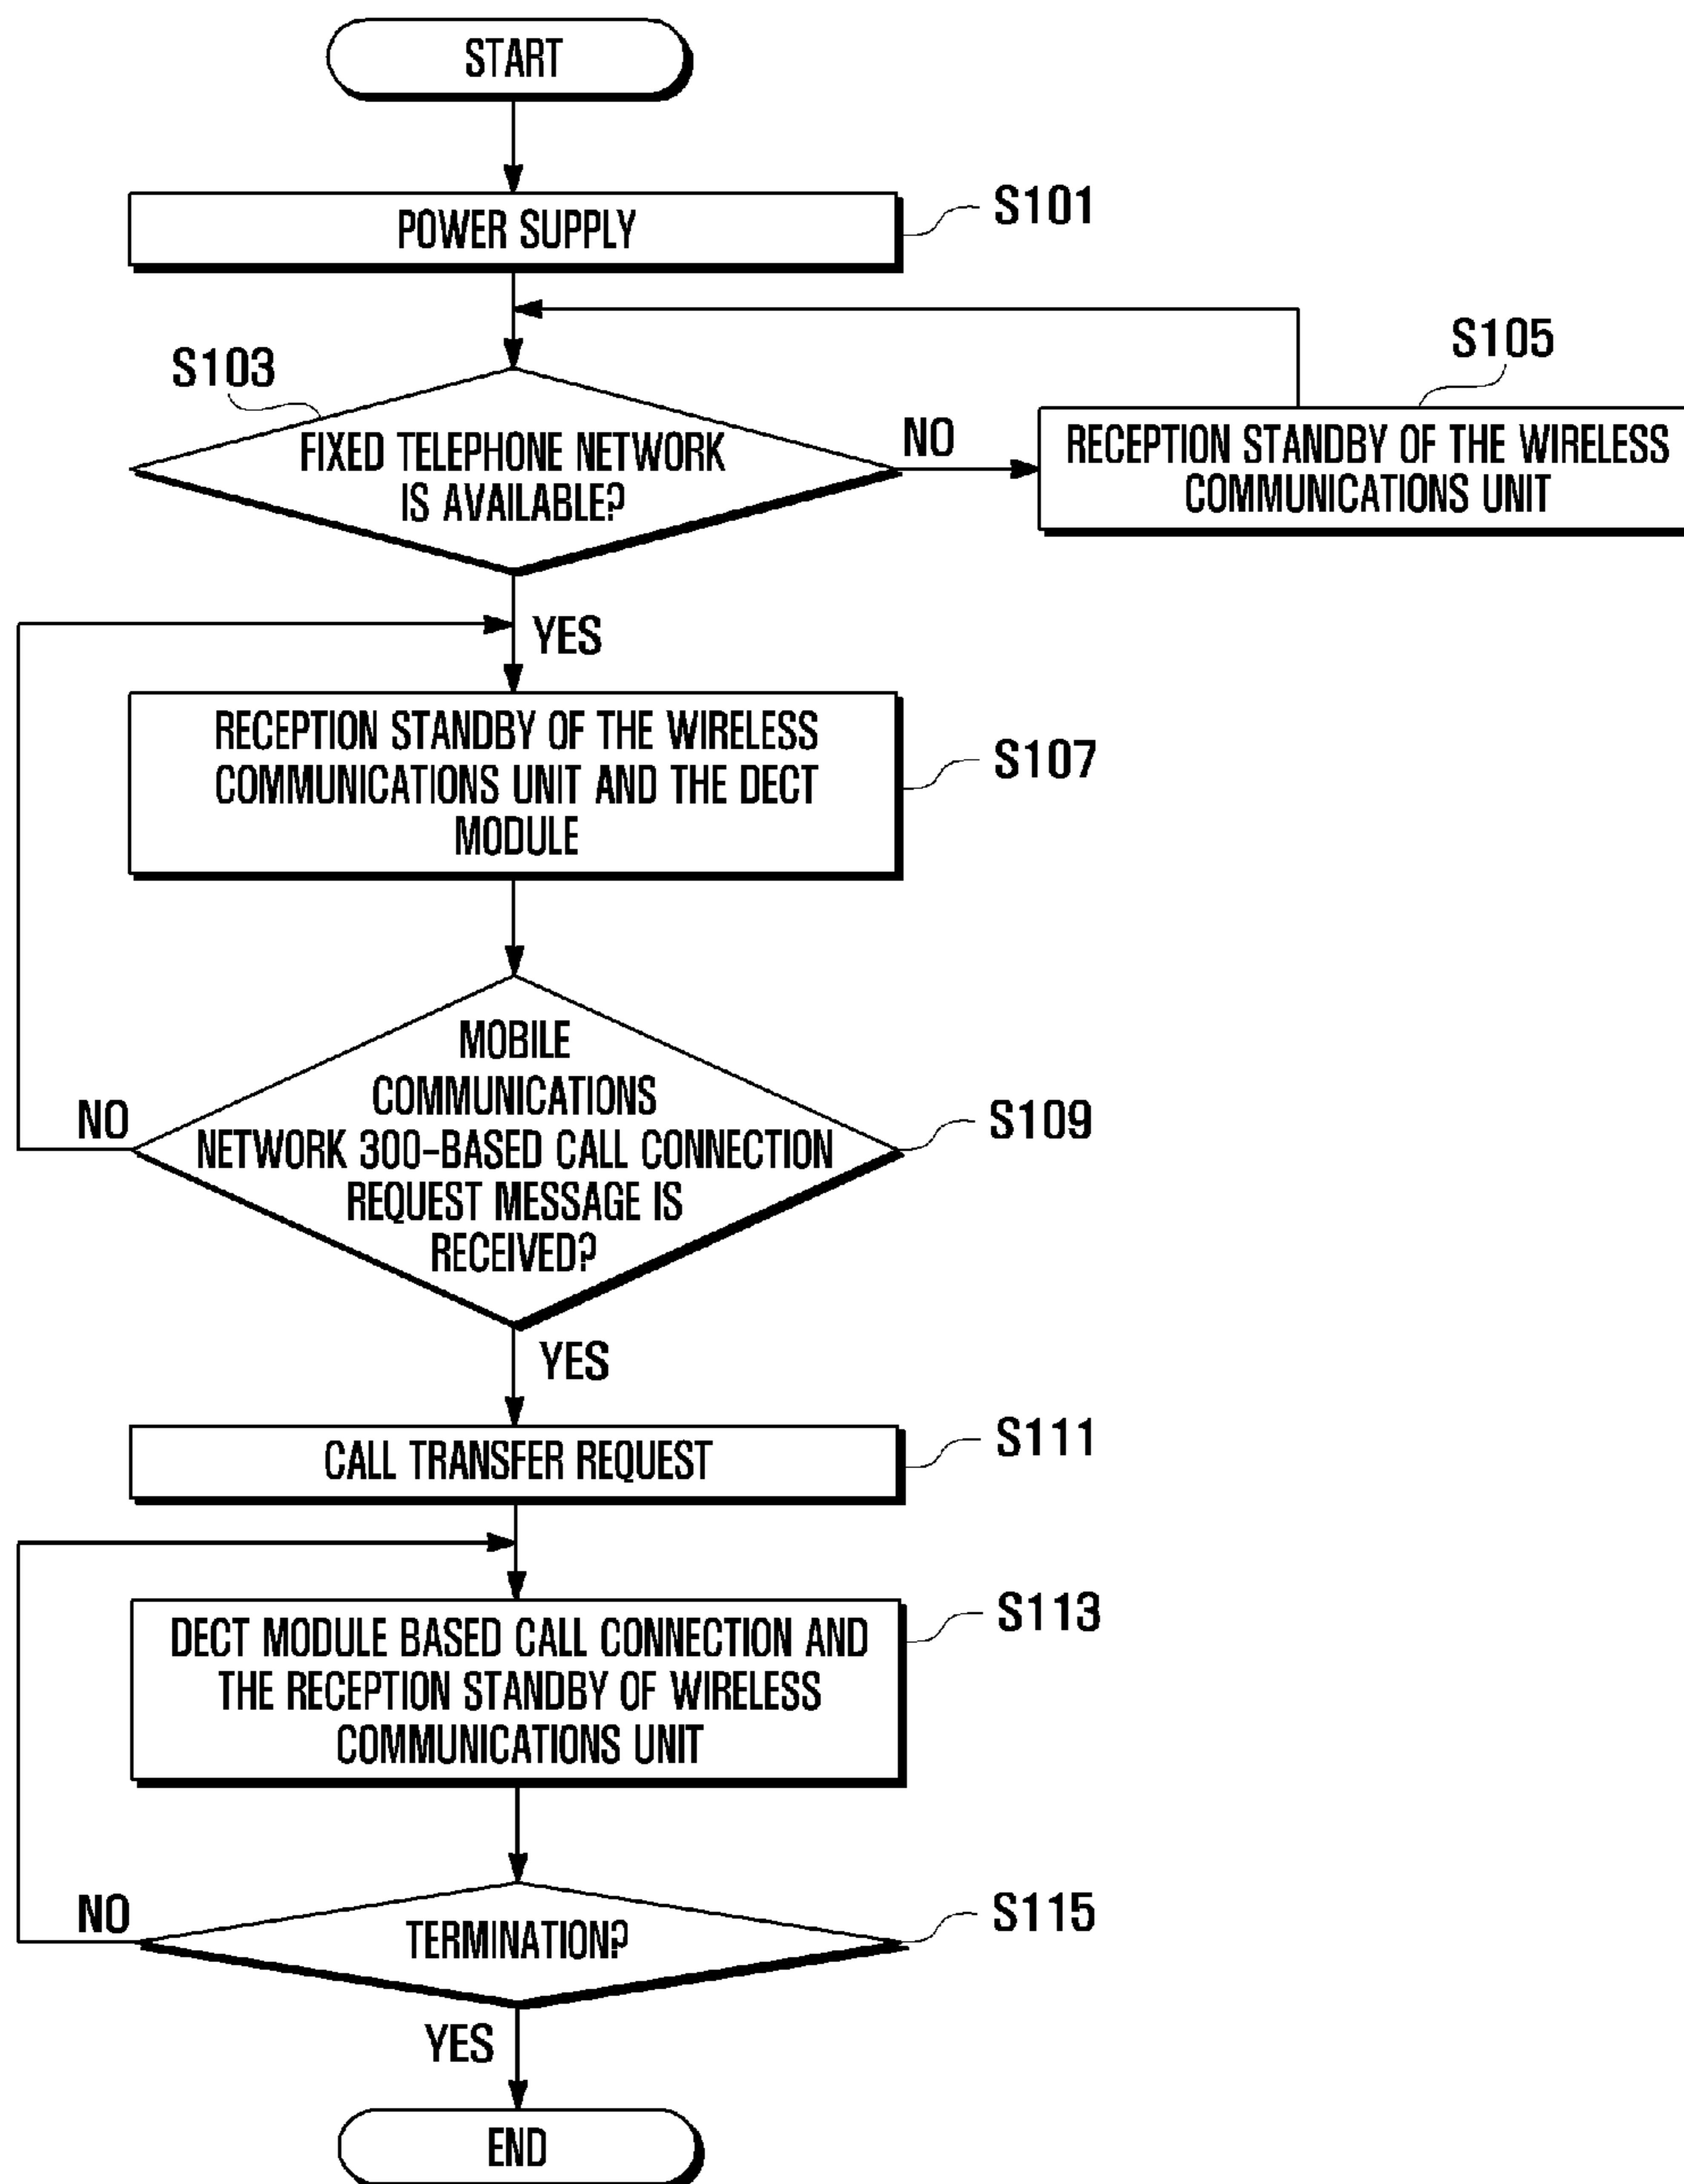 START
POWER SUPPLY
S101
S103
FIXED TELEPHONE NETWORK
IS AVAILABLE?
NO
S105
RECEPTION STANDBY OF THE WIRELESS
COMMUNICATIONS UNIT
YES
RECEPTION STANDBY OF THE WIRELESS
COMMUNICATIONS UNIT AND THE DECT
MODULE
S107
MOBILE
COMMUNICATIONS
NETWORK 300-BASED CALL CONNECTION
REQUEST MESSAGE IS
RECEIVED?
NO
S109
YES
CALL TRANSFER REQUEST
S111
DECT MODULE BASED CALL CONNECTION AND
THE RECEPTION STANDBY OF WIRELESS
COMMUNICATIONS UNIT
S113
NO
TERMINATION?
S115
YES
END